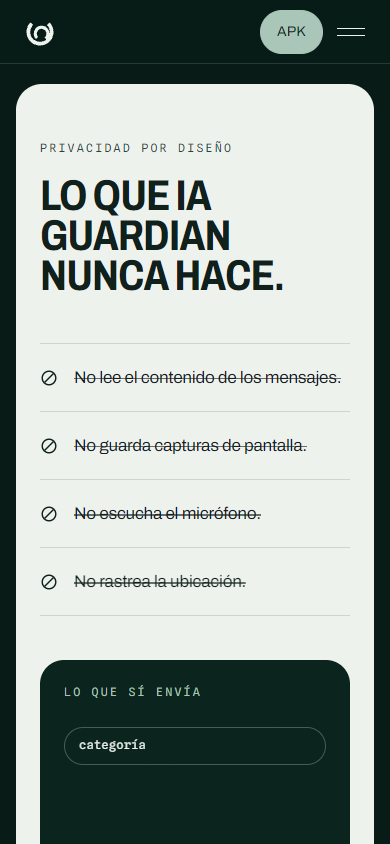 APK
PRIVACIDAD POR DISEÑO
LO QUE IA
GUARDIAN
NUNCA HACE.
No lee el contenido de los mensajes.
No guarda capturas de pantalla.
No escucha el micrófono.
No rastrea la ubicación.
LO QUE SÍ ENVÍA
categoría